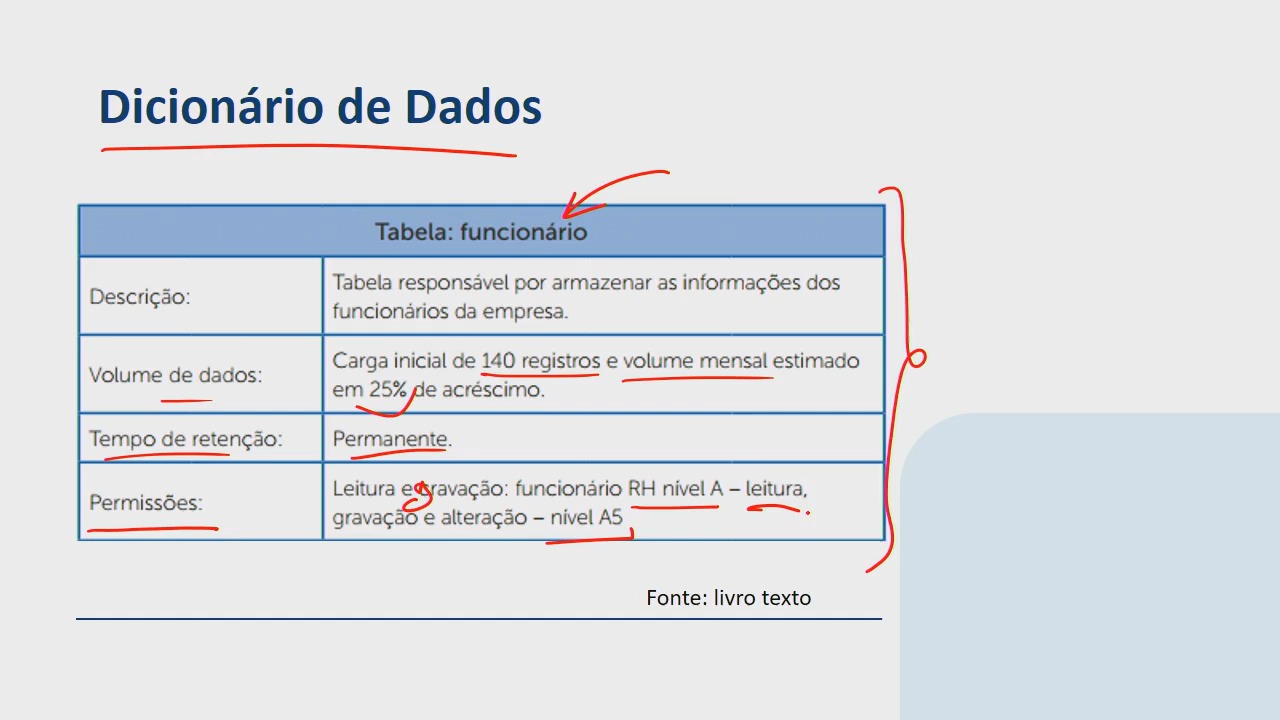 Dicionário de Dados
Tabela: funcionário
Descrição:
Tabela responsável por armazenar as informações dos
funcionários da empresa.
Volume de dados:
Carga inicial de 140 registros e volume mensal estimado
em 25% de acréscimo.
Tempo de retenção:
Permanente.
Permissões:
Leitura e gravação: funcionário RH nível A – leitura,
gravação e alteração – nível A5
Fonte: livro texto